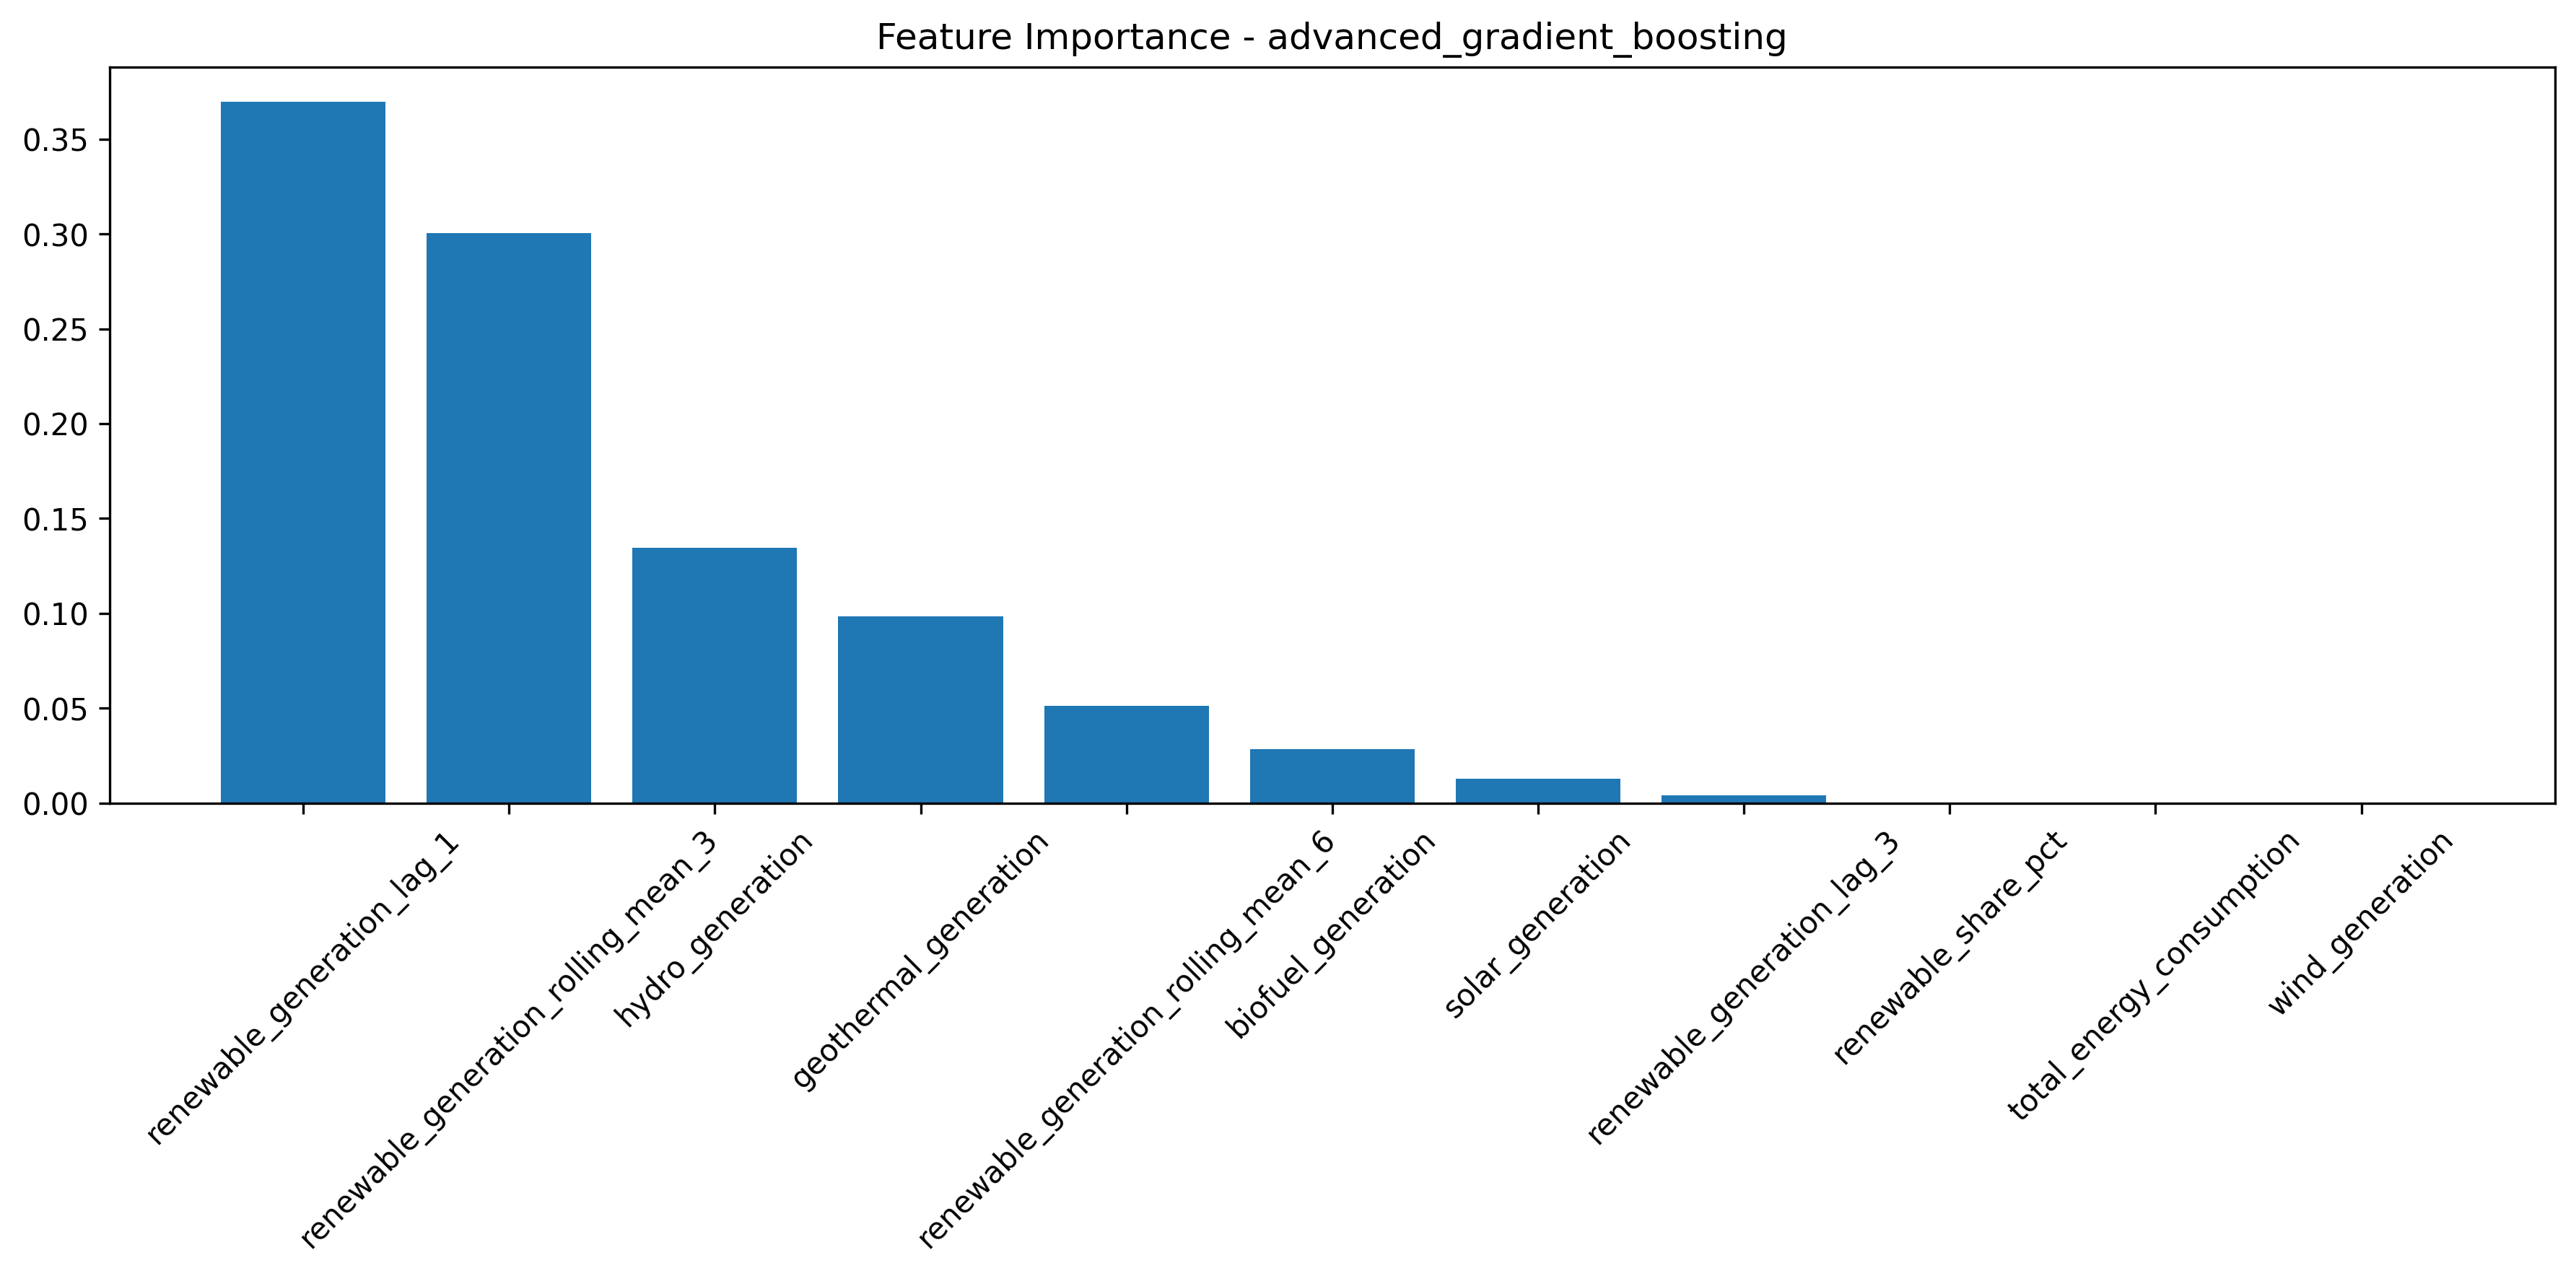 Feature Importance - advanced_gradient_boosting
0.35
0.30
0.25
0.20
0.15
0.10
0.05
0.00
renewable_generation_lag_1
renewable_generation_rolling_mean_3
hydro_generation
geothermal_generation
renewable_generation_rolling_mean_6
biofuel_generation
solar_generation
renewable_generation_lag_3
renewable_share_pct
total_energy_consumption
wind_generation